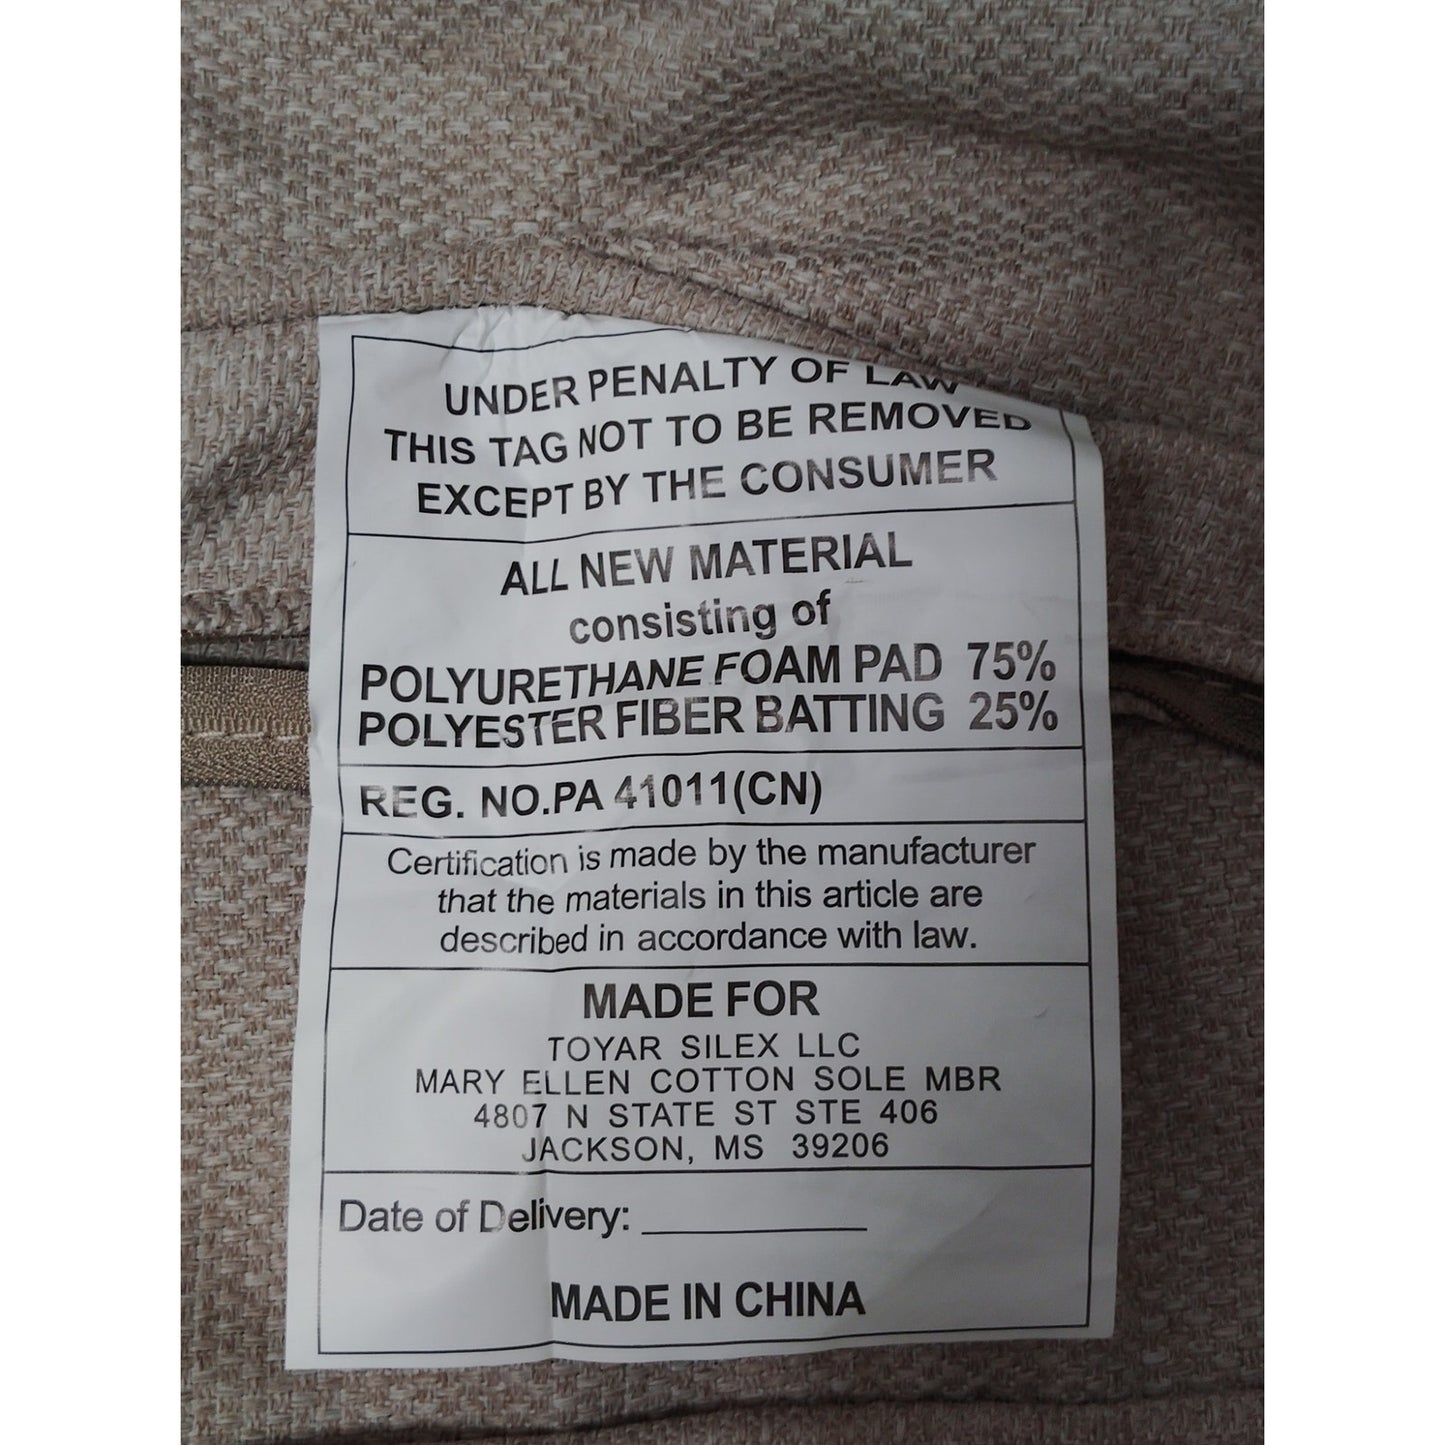 UNDER PENALTY OF LAW
THIS TAG NOT TO BE REMOVED
EXCEPT BY THE CONSUMER
ALL NEW MATERIAL
consisting of
POLYURETHANE FOAM PAD 75%
POLYESTER FIBER BATTING 25%
REG. NO.PA 41011(CN)
Certification is made by the manufacturer
that the materials in this article are
described in accordance with law.
MADE FOR
TOYAR SILEX LLC
MARY ELLEN COTTON SOLE MBR
4807 N STATE ST STE 406
JACKSON, MS 39206
Date of Delivery: ___________
MADE IN CHINA